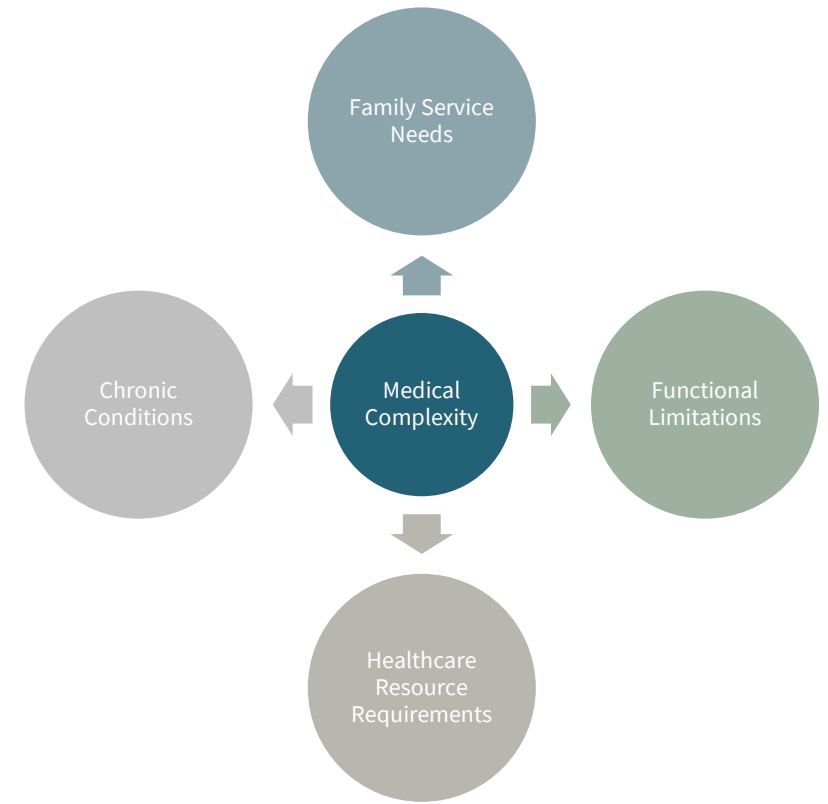 Family Service
Needs
Chronic
Conditions
Medical
Complexity
Functional
Limitations
Healthcare
Resource
Requirements